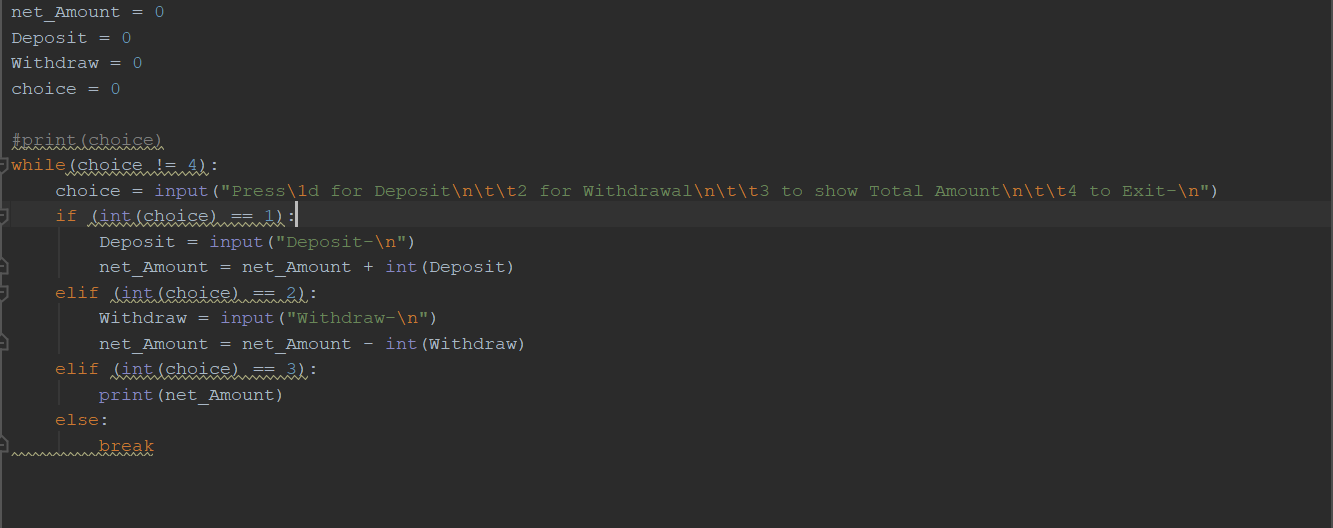 net_Amount = 0
Deposit = 0
Withdraw = 0
choice = 0

#print(choice)
while(choice != 4):
    choice = input("Press\1d for Deposit\n\t\t2 for Withdrawal\n\t\t3 to show Total Amount\n\t\t4 to Exit-\n")
    if (int(choice) == 1):
        Deposit = input("Deposit-\n")
        net_Amount = net_Amount + int(Deposit)
    elif (int(choice) == 2):
        Withdraw = input("Withdraw-\n")
        net_Amount = net_Amount - int(Withdraw)
    elif (int(choice) == 3):
        print(net_Amount)
    else:
        break